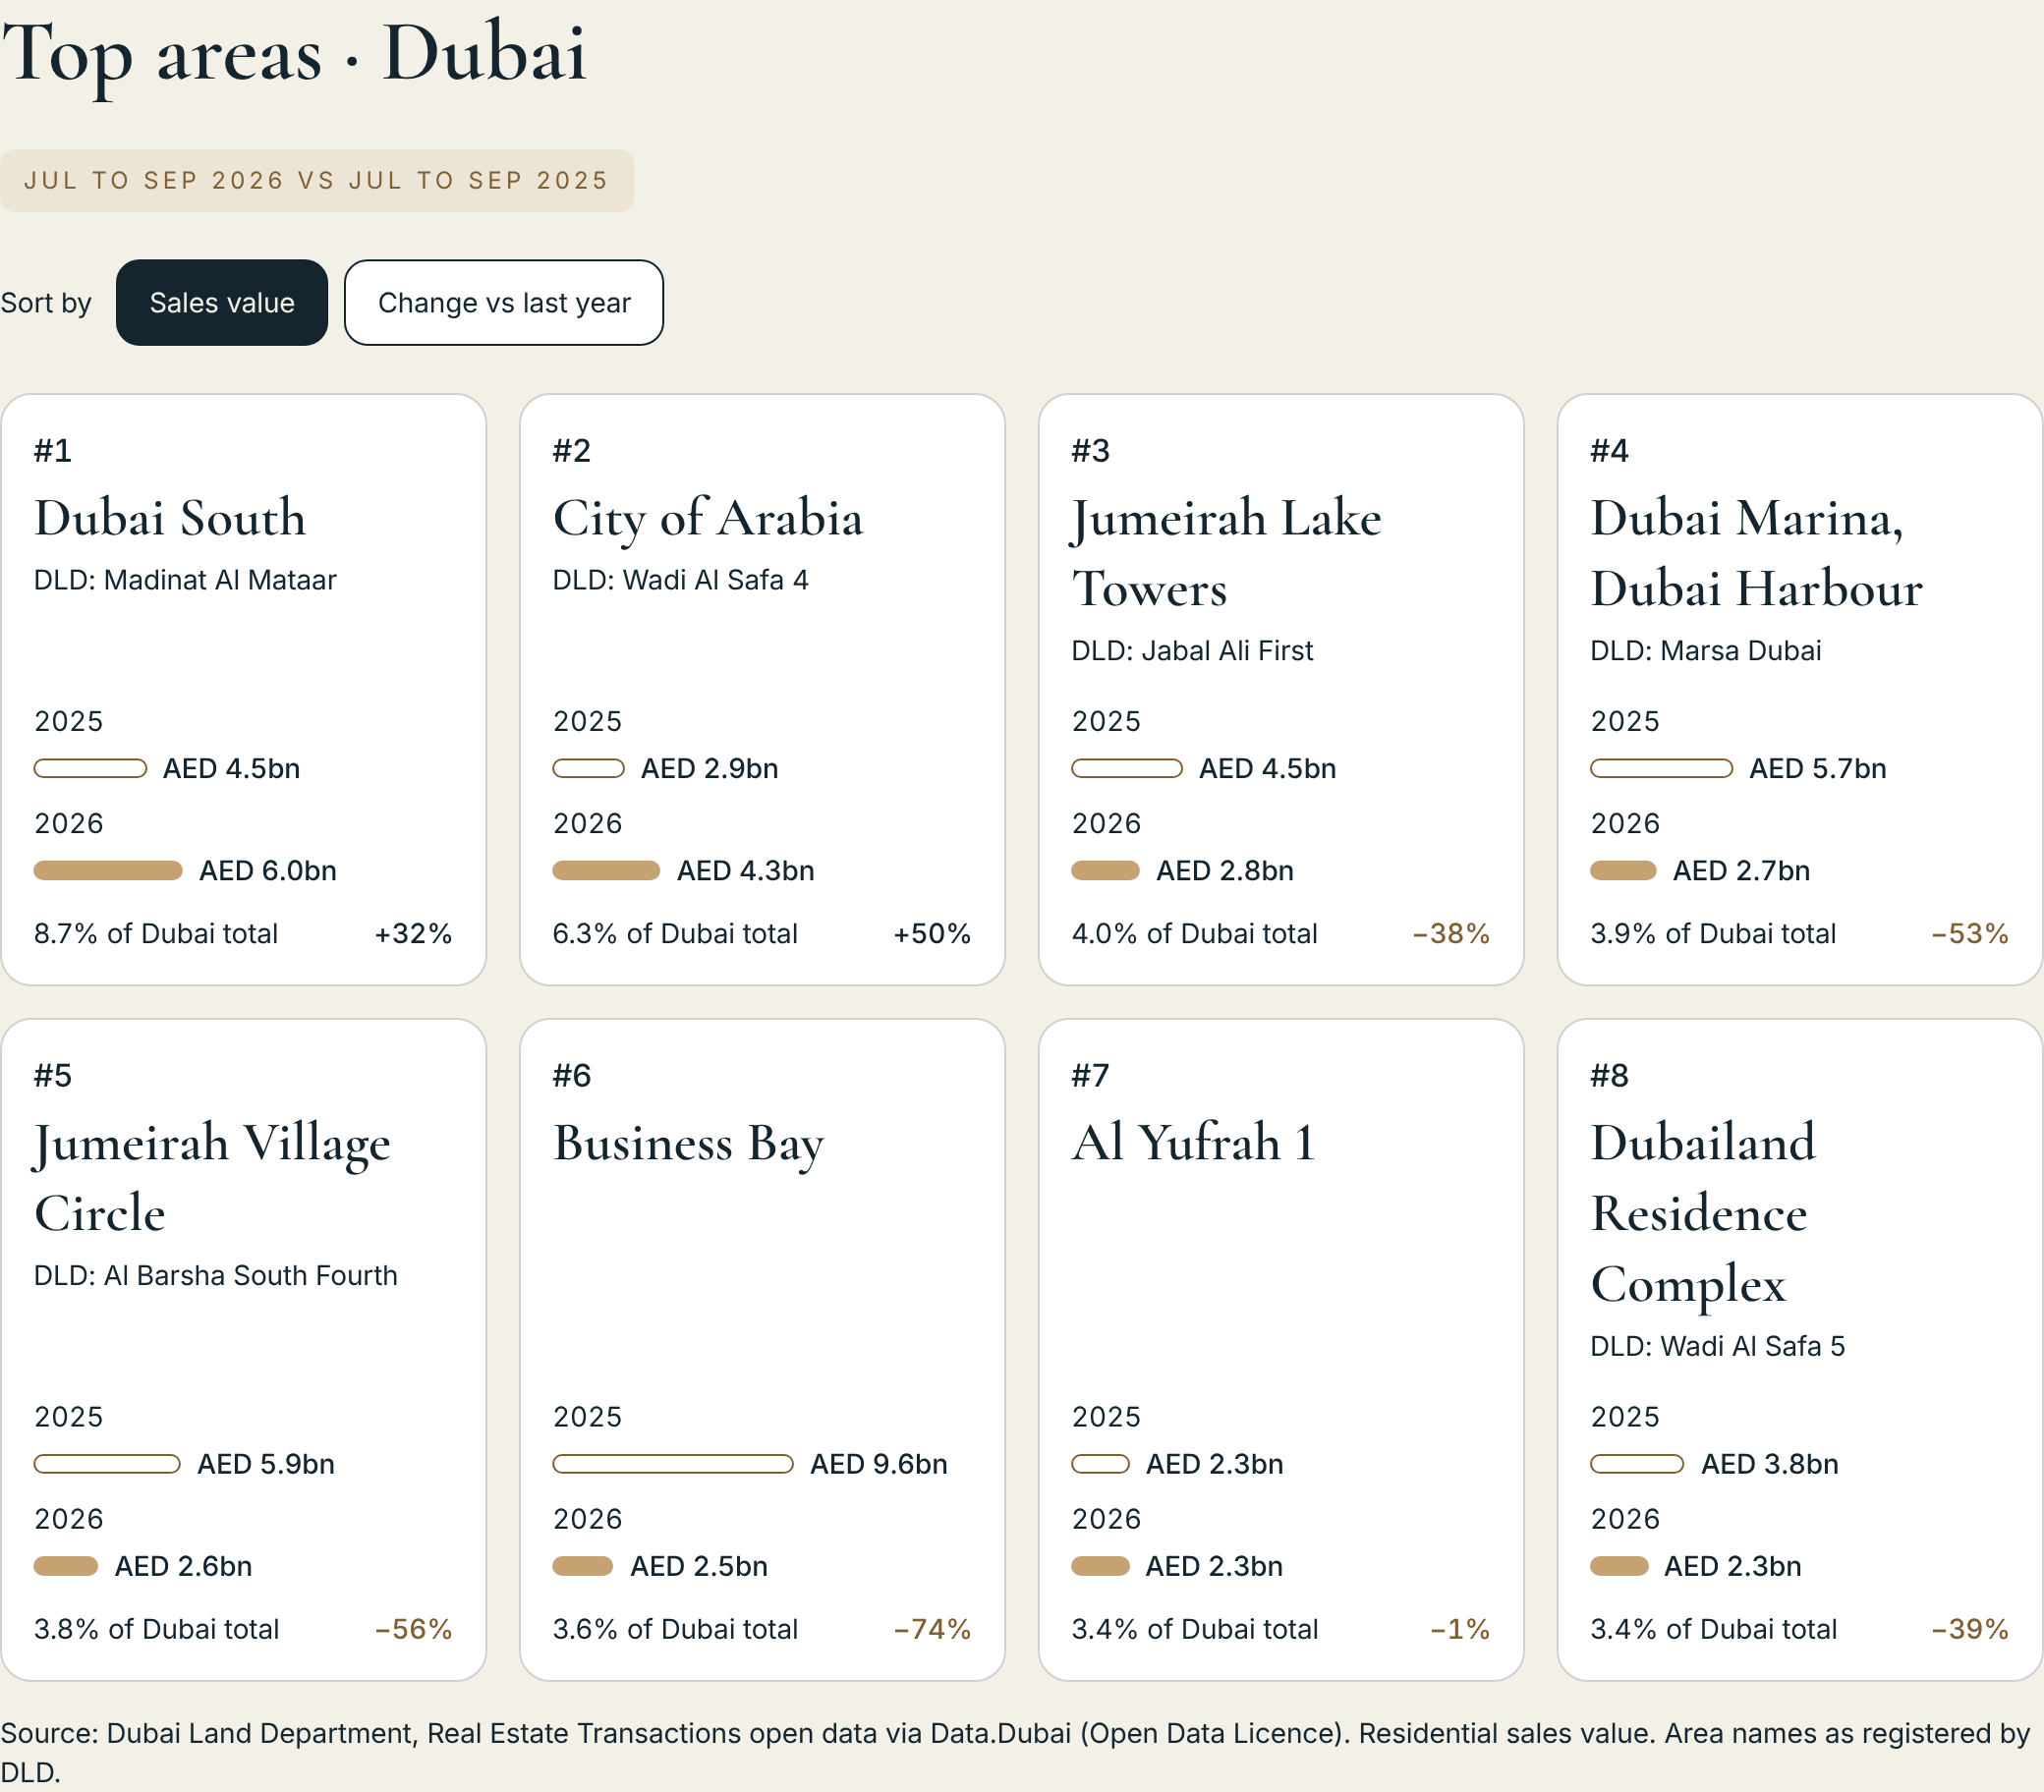 Top areas · Dubai
JUL TO SEP 2026 VS JUL TO SEP 2025
Sort by
Sales value
Change vs last year
#1
Dubai South
DLD: Madinat Al Mataar
2025
AED 4.5bn
2026
AED 6.0bn
8.7% of Dubai total
+32%
#2
City of Arabia
DLD: Wadi Al Safa 4
2025
AED 2.9bn
2026
AED 4.3bn
6.3% of Dubai total
+50%
#3
Jumeirah Lake
Towers
DLD: Jabal Ali First
2025
AED 4.5bn
2026
AED 2.8bn
4.0% of Dubai total
−38%
#4
Dubai Marina,
Dubai Harbour
DLD: Marsa Dubai
2025
AED 5.7bn
2026
AED 2.7bn
3.9% of Dubai total
−53%
#5
Jumeirah Village
Circle
DLD: Al Barsha South Fourth
2025
AED 5.9bn
2026
AED 2.6bn
3.8% of Dubai total
−56%
#6
Business Bay
2025
AED 9.6bn
2026
AED 2.5bn
3.6% of Dubai total
−74%
#7
Al Yufrah 1
2025
AED 2.3bn
2026
AED 2.3bn
3.4% of Dubai total
−1%
#8
Dubailand
Residence
Complex
DLD: Wadi Al Safa 5
2025
AED 3.8bn
2026
AED 2.3bn
3.4% of Dubai total
−39%
Source: Dubai Land Department, Real Estate Transactions open data via Data.Dubai (Open Data Licence). Residential sales value. Area names as registered by
DLD.